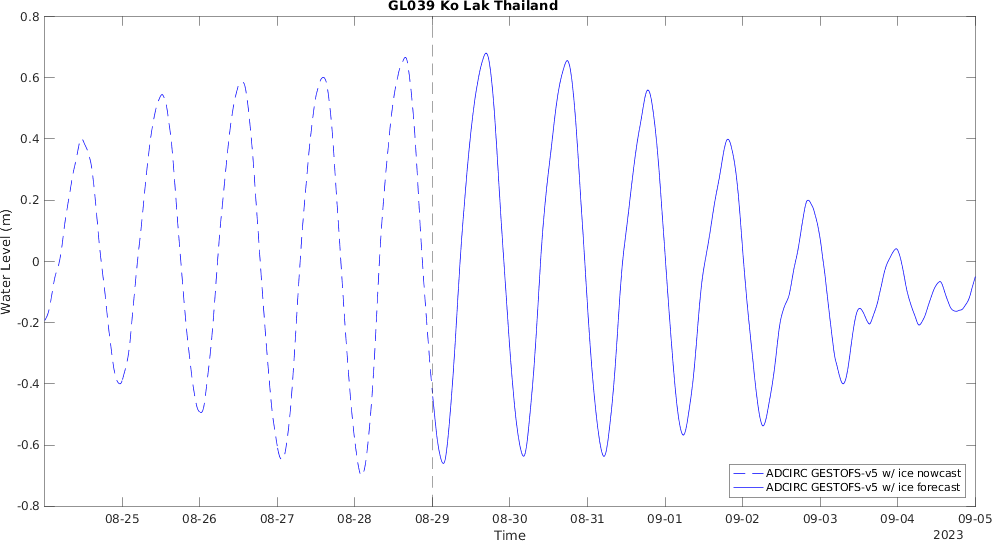 GL039 Ko Lak Thailand
0.8
0.6
0.4
0.2
0
-0.2
-0.4
-0.6
-0.8
Water Level (m)
ADCIRC GESTOFS-v5 w/ ice nowcast
ADCIRC GESTOFS-v5 w/ ice forecast
08-25 08-26 08-27 08-28 08-29 08-30 08-31 09-01 09-02 09-03 09-04 09-05
Time
2023